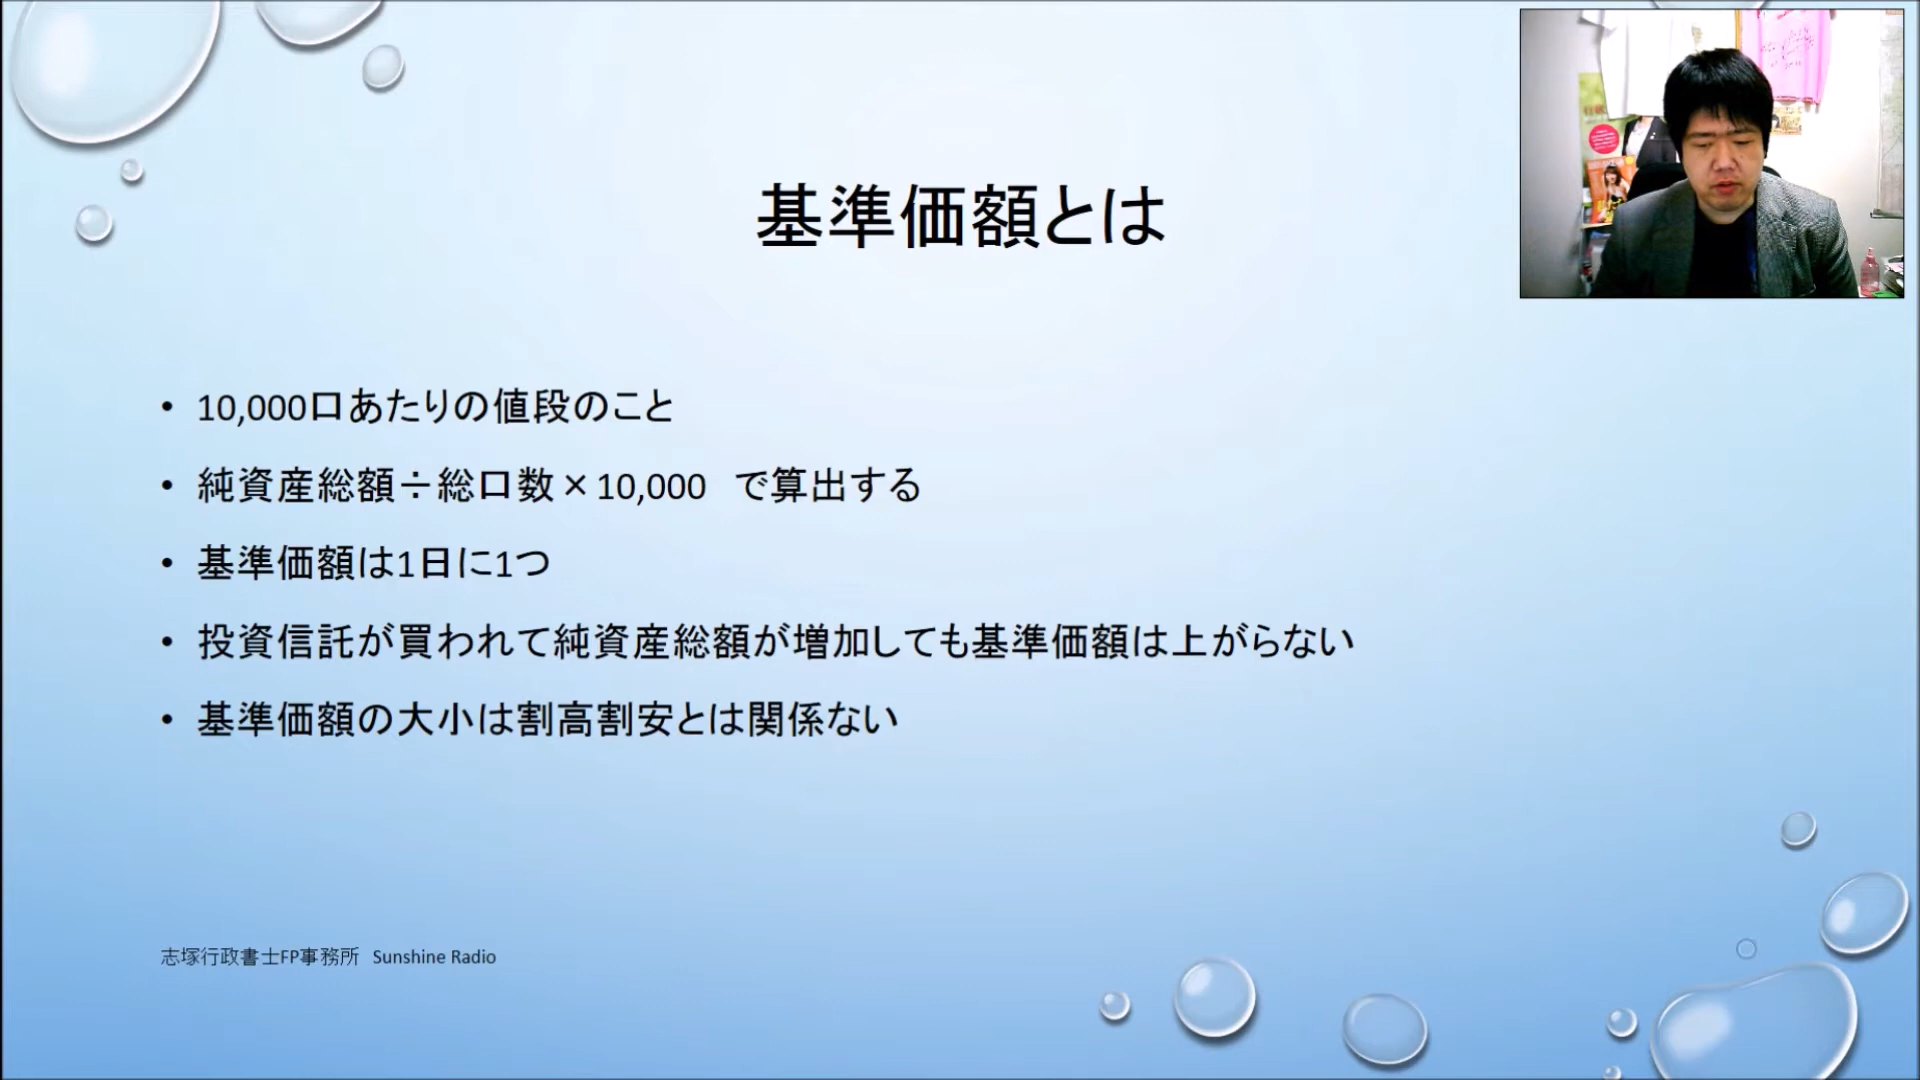 基準価額とは
• 10,000口あたりの値段のこと
• 純資産総額÷総口数×10,000 で算出する
• 基準価額は1日に1つ
• 投資信託が買われて純資産総額が増加しても基準価額は上がらない
• 基準価額の大小は割高割安とは関係ない
志塚行政書士FP事務所 Sunshine Radio